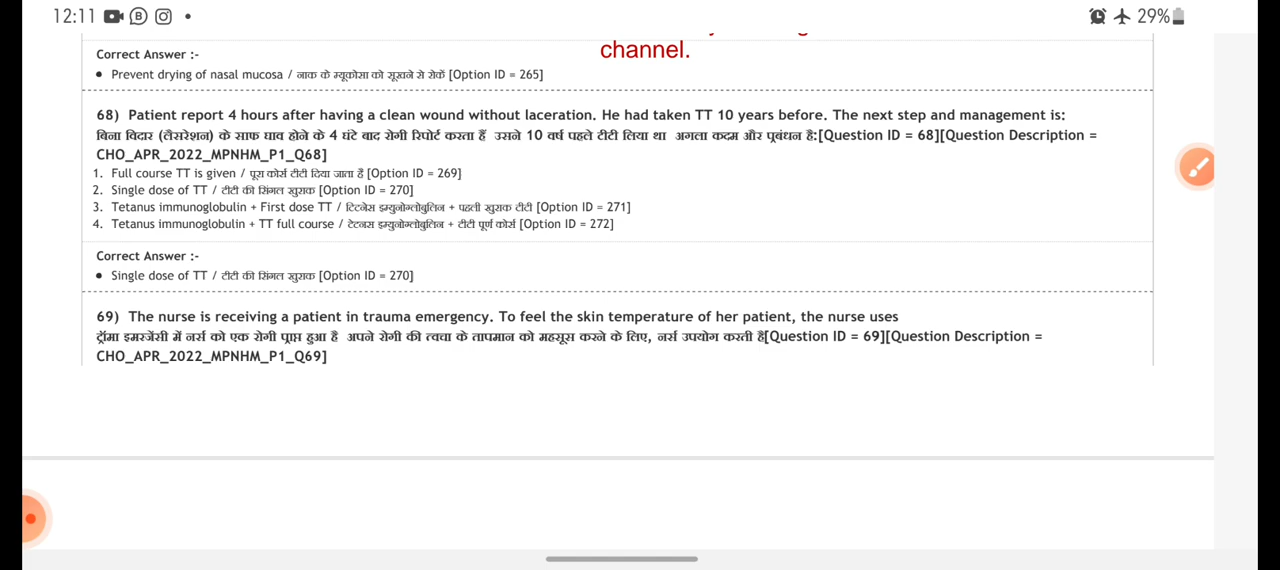 12:11
29%
channel.
Correct Answer :-
• Prevent drying of nasal mucosa / नाक के म्यूकोसा को सूखने से रोकें [Option ID = 265]
68) Patient report 4 hours after having a clean wound without laceration. He had taken TT 10 years before. The next step and management is:
बिना विदार (लैसरेशन) के साफ घाव होने के 4 घंटे बाद रोगी रिपोर्ट करता हैं उसने 10 वर्ष पहले टीटी लिया था अगला कदम और प्रबंधन है:[Question ID = 68][Question Description =
CHO_APR_2022_MPNHM_P1_Q68]
1. Full course TT is given / पूरा कोर्स टीटी दिया जाता हैं [Option ID = 269]
2. Single dose of TT / टीटी की सिंगल खुराक [Option ID = 270]
3. Tetanus immunoglobulin + First dose TT / टिटनेस इम्युनोग्लोबुलिन + पहली खुराक टीटी [Option ID = 271]
4. Tetanus immunoglobulin + TT full course / टेटनस इम्युनोग्लोबुलिन + टीटी पूर्ण कोर्स [Option ID = 272]
Correct Answer :-
• Single dose of TT / टीटी की सिंगल खुराक [Option ID = 270]
69) The nurse is receiving a patient in trauma emergency. To feel the skin temperature of her patient, the nurse uses
ट्रॉमा इमरजेंसी में नर्स को एक रोगी प्राप्त हुआ है अपने रोगी की त्वचा के तापमान को महसूस करने के लिए, नर्स उपयोग करती हैं[Question ID = 69][Question Description =
CHO_APR_2022_MPNHM_P1_Q69]